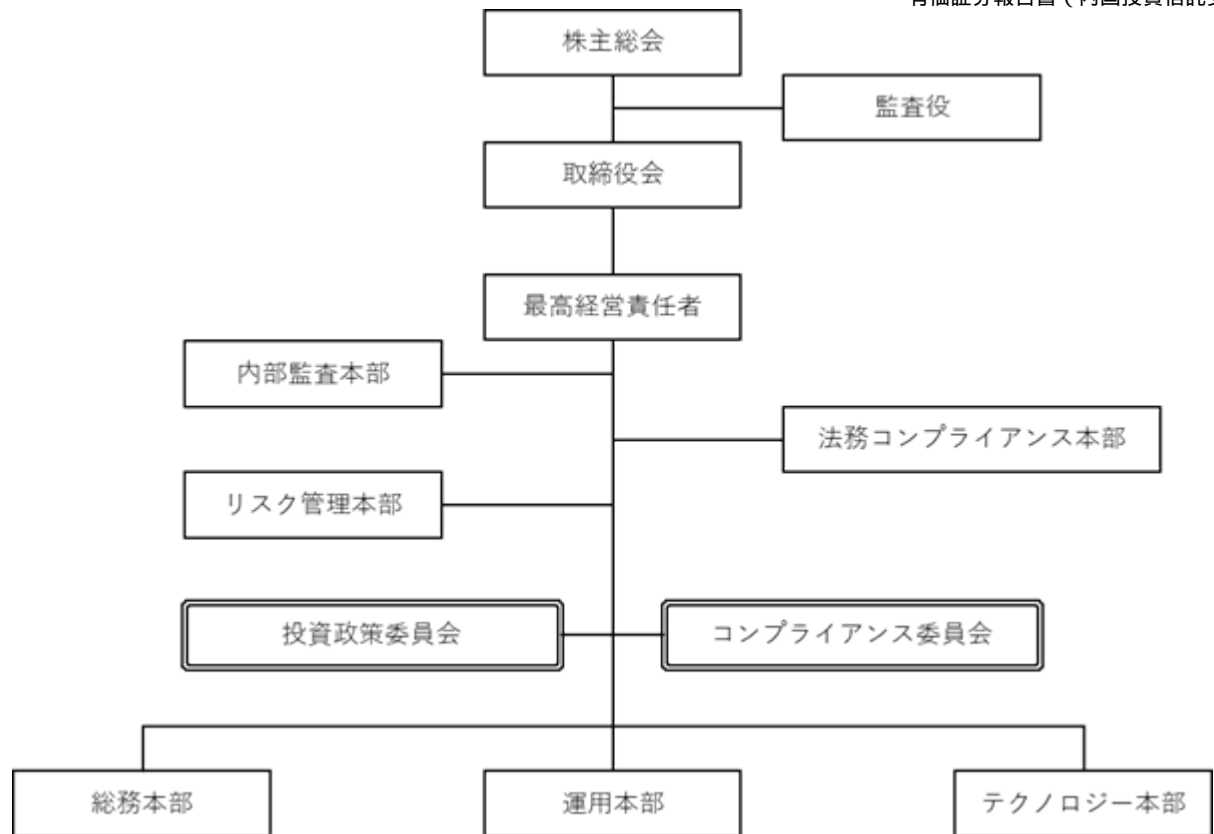 株主総会
監査役
取締役会
最高経営責任者
内部監査本部
法務コンプライアンス本部
リスク管理本部
投資政策委員会
コンプライアンス委員会
総務本部
運用本部
テクノロジー本部